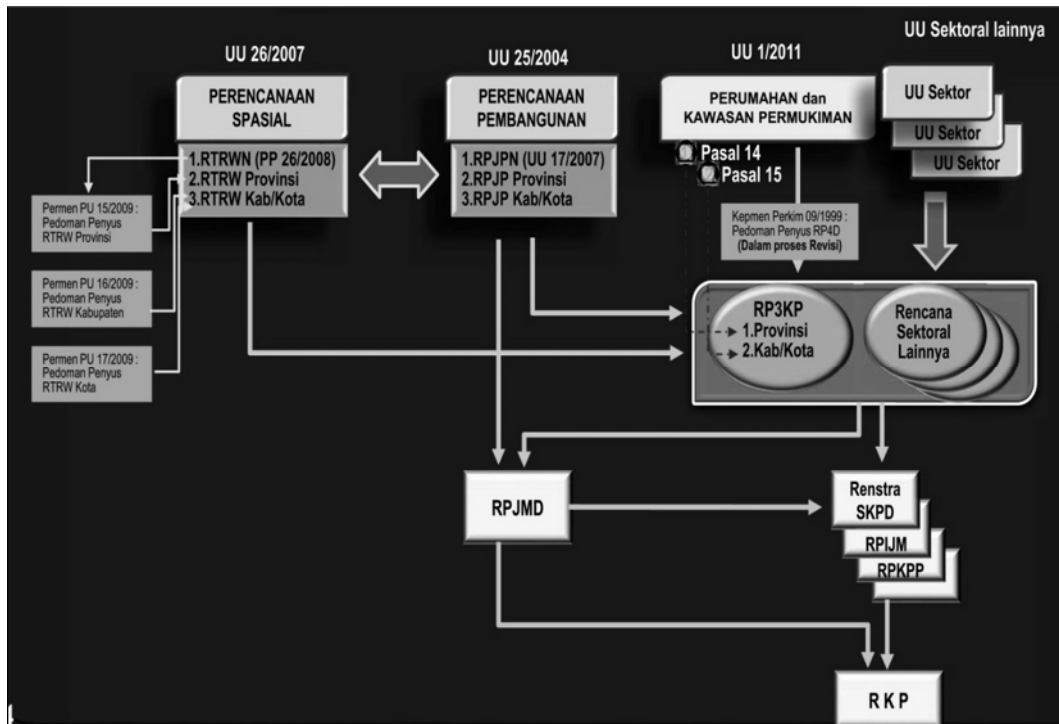 UU Sektoral lainnya
UU 26/2007
UU 25/2004
UU 1/2011
PERENCANAAN
SPASIAL
PERENCANAAN
PEMBANGUNAN
PERUMAHAN dan
KAWASAN PERMUKIMAN
UU Sektor
UU Sektor
UU Sektor
1.RTRWN (PP 26/2008)
2.RTRW Provinsi
3.RTRW Kab/Kota
1.RPJPN (UU 17/2007)
2.RPJP Provinsi
3.RPJP Kab/Kota
Pasal 14
Pasal 15
Permen PU 15/2009 :
Pedoman Penyus
RTRW Provinsi
Permen PU 16/2009 :
Pedoman Penyus
RTRW Kabupaten
Permen PU 17/2009 :
Pedoman Penyus
RTRW Kota
Kepmen Perkim 09/1999 :
Pedoman Penyus RP4D
(Dalam proses Revisi)
RP3KP
1.Provinsi
2.Kab/Kota
Rencana
Sektoral
Lainnya
RPJMD
Renstra
SKPD
RPIJM
RPKPP
R K P